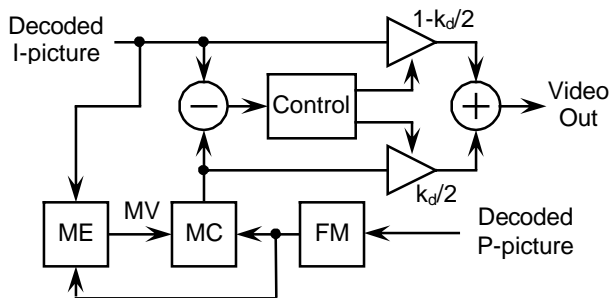 Decoded
I-picture
1-kd/2
Control
Video
Out
kd/2
MV
ME
MC
FM
Decoded
P-picture